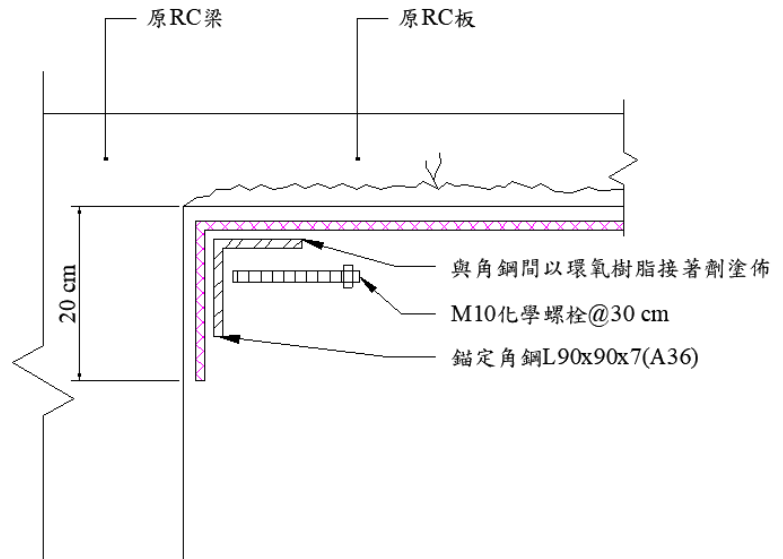 原RC梁
原RC板
20 cm
與角鋼間以環氧樹脂接著劑塗佈
M10化學螺栓@30 cm
錨定角鋼L90x90x7(A36)